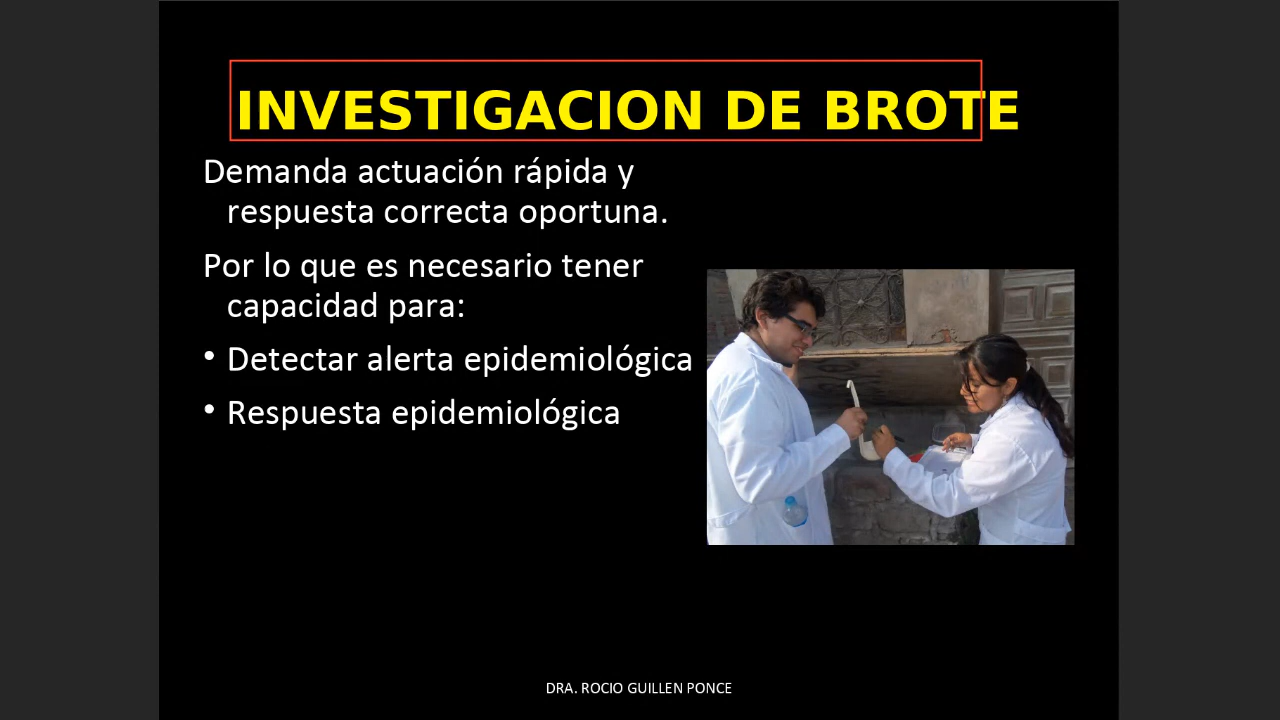 INVESTIGACION DE BROTE
Demanda actuación rápida y
respuesta correcta oportuna.
Por lo que es necesario tener
capacidad para:
• Detectar alerta epidemiológica
• Respuesta epidemiológica
DRA. ROCIO GUILLEN PONCE